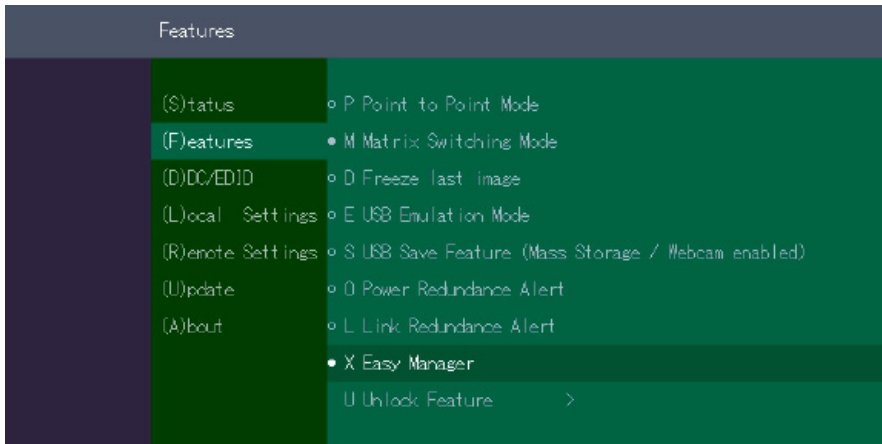 Features
(S)tatus
(F)eatures
(D)DC/EDID
(L)ocal Settings
(R)emote Settings
(U)pdate
(A)bout
P Point to Point Mode
M Matrix Switching Mode
D Freeze last image
E USB Emulation Mode
S USB Save Feature (Mass Storage / Webcam enabled)
O Power Redundance Alert
L Link Redundance Alert
X Easy Manager
U Unlock Feature >